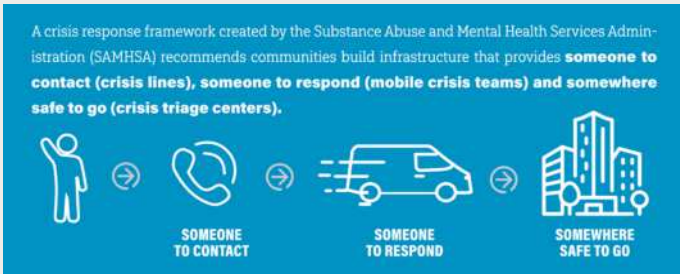 A crisis response framework created by the Substance Abuse and Mental Health Services Admin-
istration (SAMHSA) recommends communities build infrastructure that provides someone to
contact (crisis lines), someone to respond (mobile crisis teams) and somewhere
safe to go (crisis triage centers).
SOMEONE
TO CONTACT
SOMEONE
TO RESPOND
SOMEWHERE
SAFE TO GO